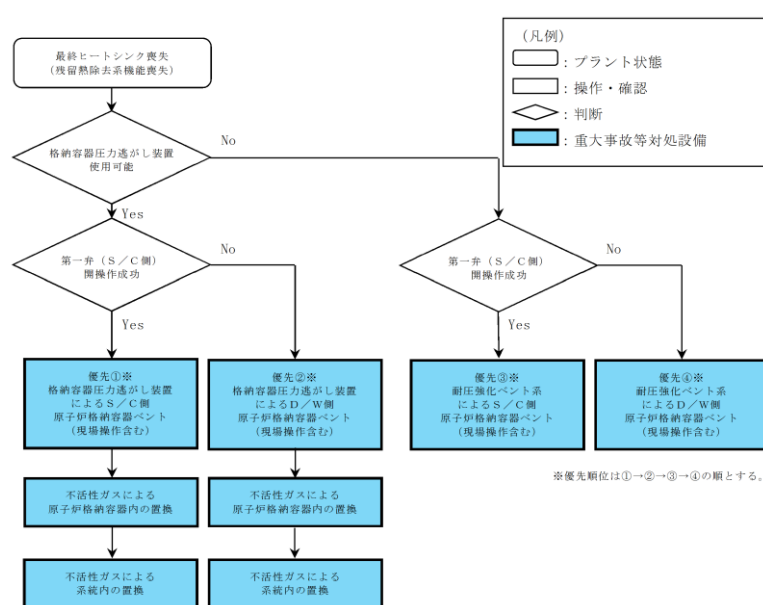 最終ヒートシンク喪失
(残留熱除去系機能喪失)
(凡例)
:プラント状態
:操作・確認
:判断
:重大事故等対処設備
格納容器圧力逃がし装置
使用可能
No
Yes
第一弁(S/C側)
開操作成功
No
Yes
第一弁(S/C側)
開操作成功
No
Yes
優先①※
格納容器圧力逃がし装置
によるS/C側
原子炉格納容器ベント
(現場操作含む)
優先②※
格納容器圧力逃がし装置
によるD/W側
原子炉格納容器ベント
(現場操作含む)
優先③※
耐圧強化ベント系
によるS/C側
原子炉格納容器ベント
(現場操作含む)
優先④※
耐圧強化ベント系
によるD/W側
原子炉格納容器ベント
(現場操作含む)
※優先順位は①→②→③→④の順とする。
不活性ガスによる
原子炉格納容器内の置換
不活性ガスによる
原子炉格納容器内の置換
不活性ガスによる
系統内の置換
不活性ガスによる
系統内の置換